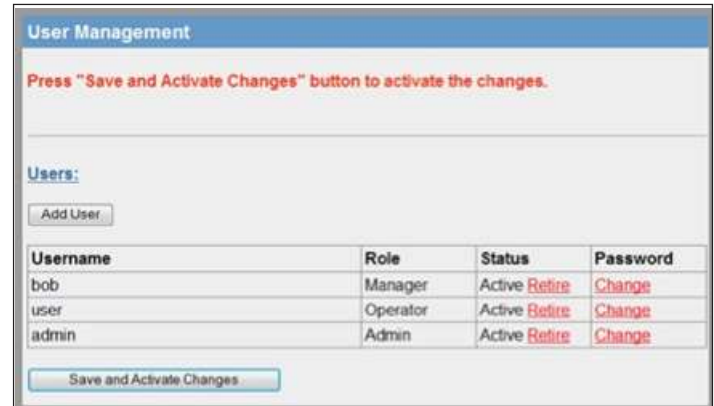 User Management
Press "Save and Activate Changes" button to activate the changes.
Users:
Add User
Username Role Status Password
bob Manager Active Retire Change
user Operator Active Retire Change
admin Admin Active Retire Change
Save and Activate Changes